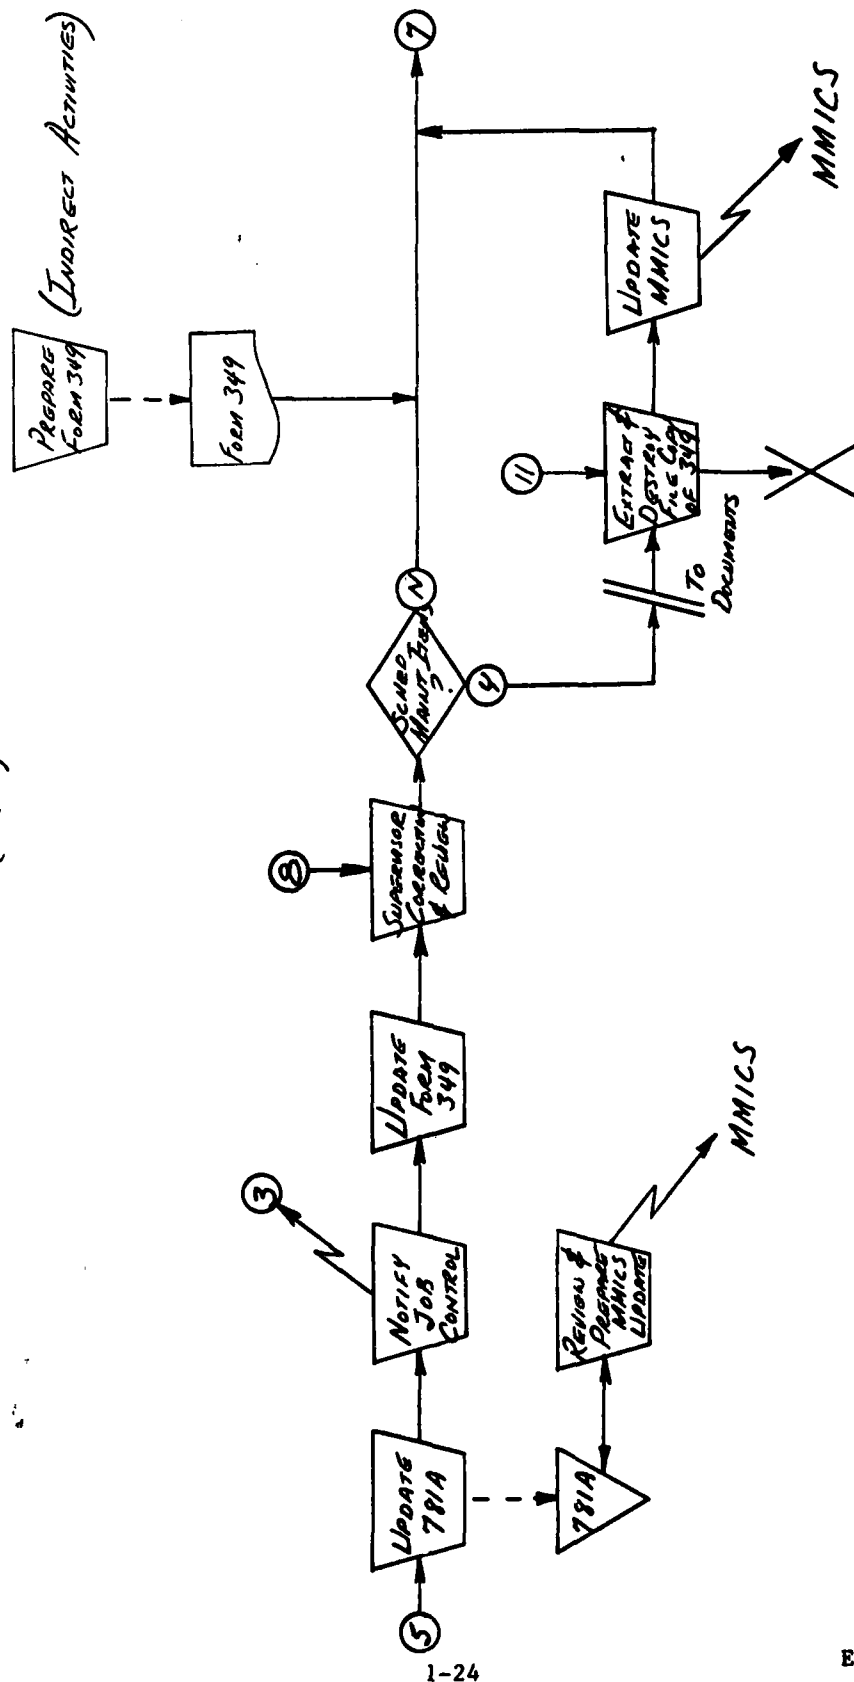 PREPARE
FORM 349
(INDIRECT ACTIVITIES)
FORM 349
5
UPDATE
781A
NOTIFY
JOB
CONTROL
3
UPDATE
FORM
349
8
SUPERVISOR
CORRECTION
& REVIEW
SCHED
MAINT ITEMS
?
N
7
4
TO
DOCUMENTS
11
EXTRACT &
DESTROY
FILE COPY
OF 349
UPDATE
MMICS
MMICS
781A
REVIEW &
PREPARE
MMICS
UPDATE
MMICS
1-24
E